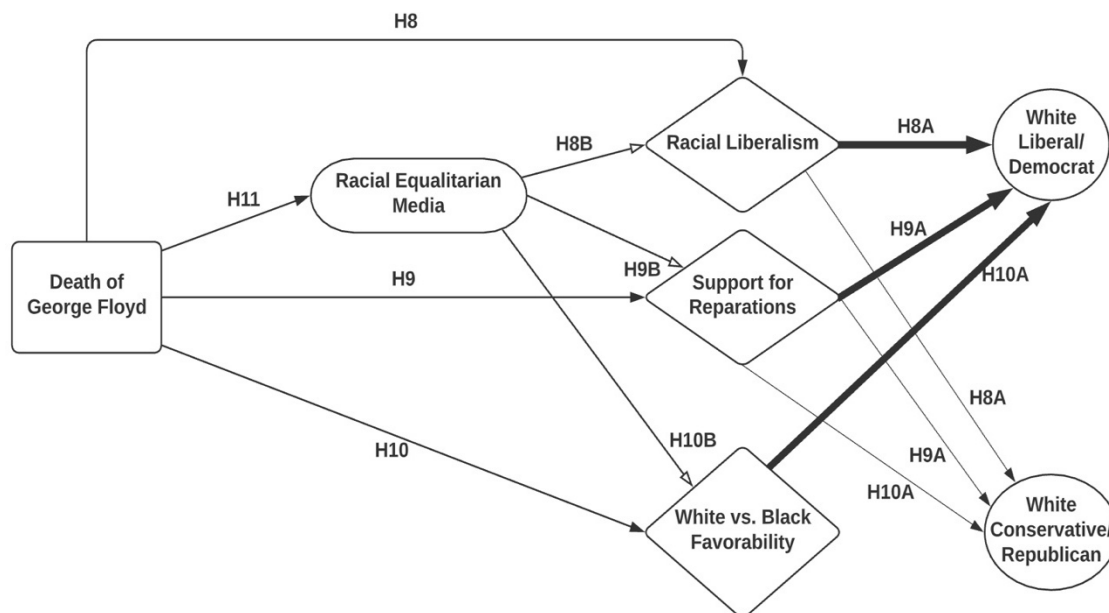 H8
H8A
White
Liberal/
Democrat
Racial Liberalism
H8B
Racial Equalitarian
Media
H11
H9A
H9B
H10A
Death of
George Floyd
H9
Support for
Reparations
H8A
H10
H10B
H9A
H10A
White vs. Black
Favorability
White
Conservative/
Republican